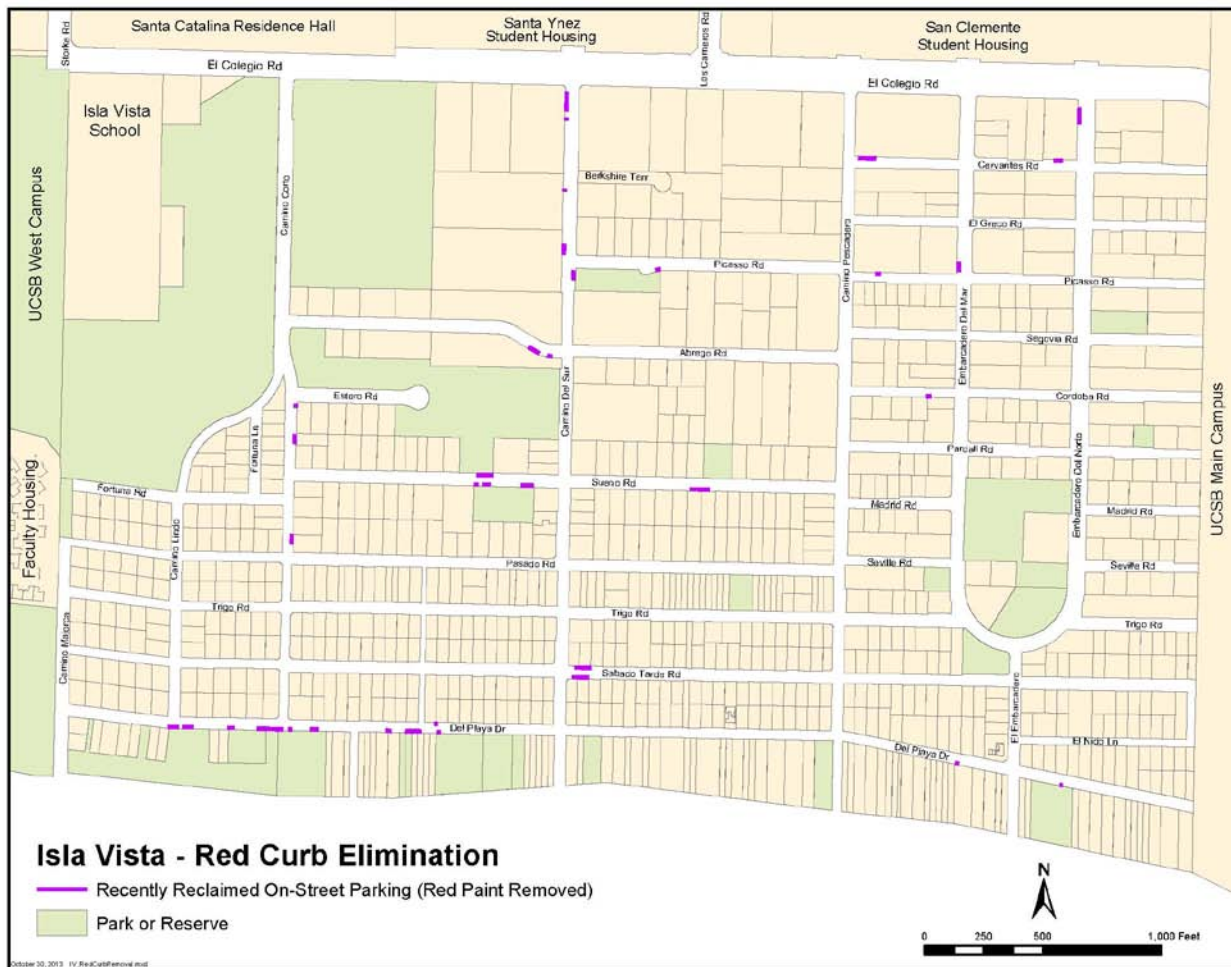 Santa Catalina Residence Hall
Santa Ynez
Student Housing
San Clemente
Student Housing
Storke Rd
Los Carneros Rd
El Colegio Rd
El Colegio Rd
Isla Vista
School
UCSB West Campus
Camino Corto
Berkshire Terr
Cervantes Rd
El Greco Rd
Camino Pescadero
Picasso Rd
Picasso Rd
Embarcadero Del Mar
Segovia Rd
Abrego Rd
Camino Del Sur
Estero Rd
Cordoba Rd
Fortuna Ln
Pardall Rd
Embarcadero Del Norte
UCSB Main Campus
Faculty Housing
Fortuna Rd
Sueno Rd
Madrid Rd
Madrid Rd
Camino Lindo
Pasado Rd
Seville Rd
Seville Rd
Trigo Rd
Trigo Rd
Trigo Rd
Camino Majorca
Sabado Tarde Rd
El Embarcadero
Del Playa Dr
Del Playa Dr
El Nido Ln
Isla Vista - Red Curb Elimination
Recently Reclaimed On-Street Parking (Red Paint Removed)
Park or Reserve
N
0 250 500 1,000 Feet
October 30, 2013 IV RedCurbRemoval.mxd